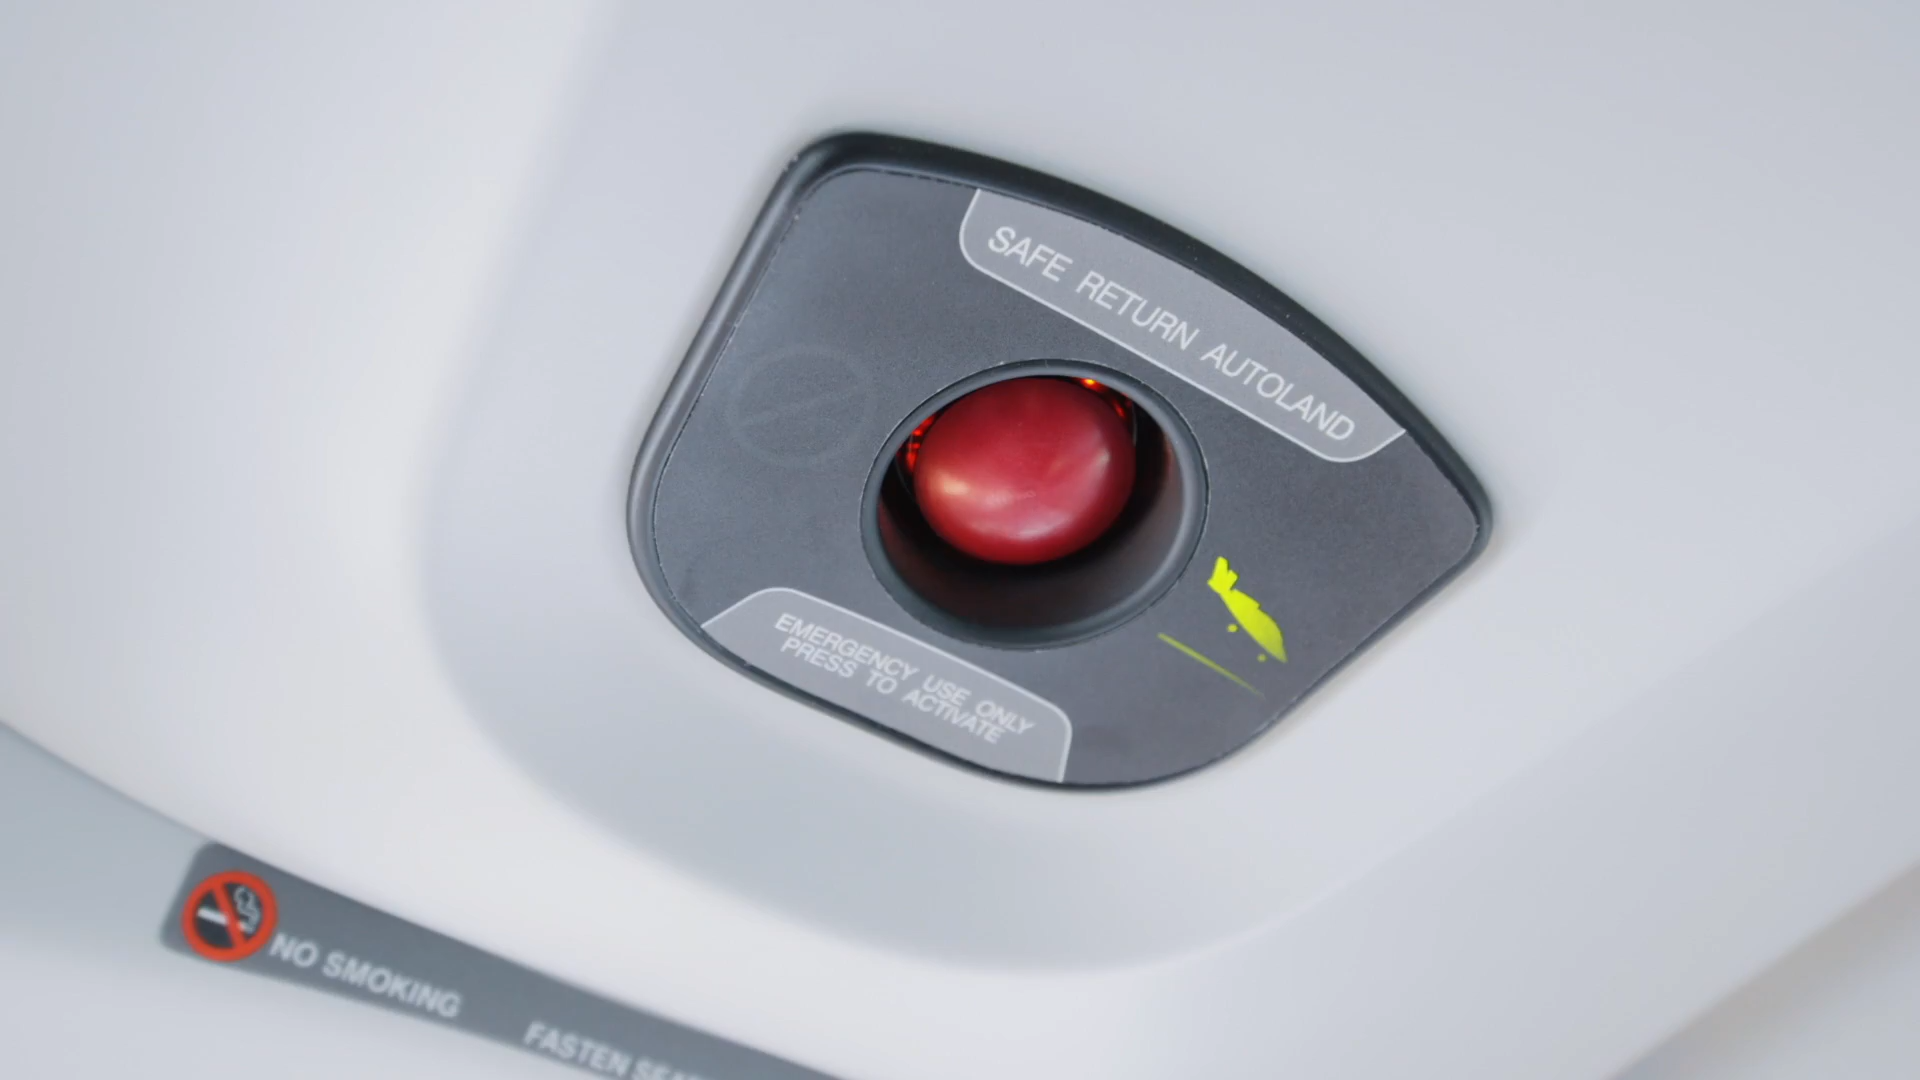 SAFE RETURN AUTOLAND
EMERGENCY USE ONLY
PRESS TO ACTIVATE
NO SMOKING
FASTEN